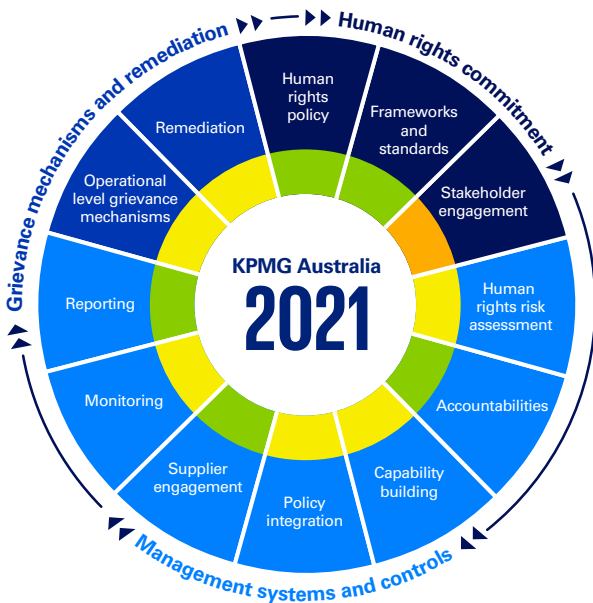 Human rights commitment
Human
rights
policy
Frameworks
and
standards
Stakeholder
engagement
Management systems and controls
Human
rights risk
assessment
Accountabilities
Capability
building
Policy
integration
Supplier
engagement
Monitoring
Reporting
Grievance mechanisms and remediation
Operational
level grievance
mechanisms
Remediation
KPMG Australia
2021